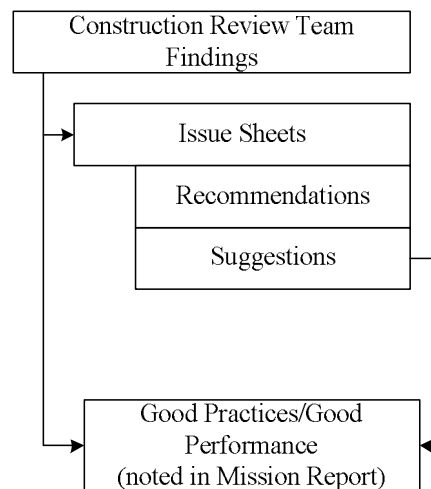 Construction Review Team
Findings
Issue Sheets
Recommendations
Suggestions
Good Practices/Good
Performance
(noted in Mission Report)